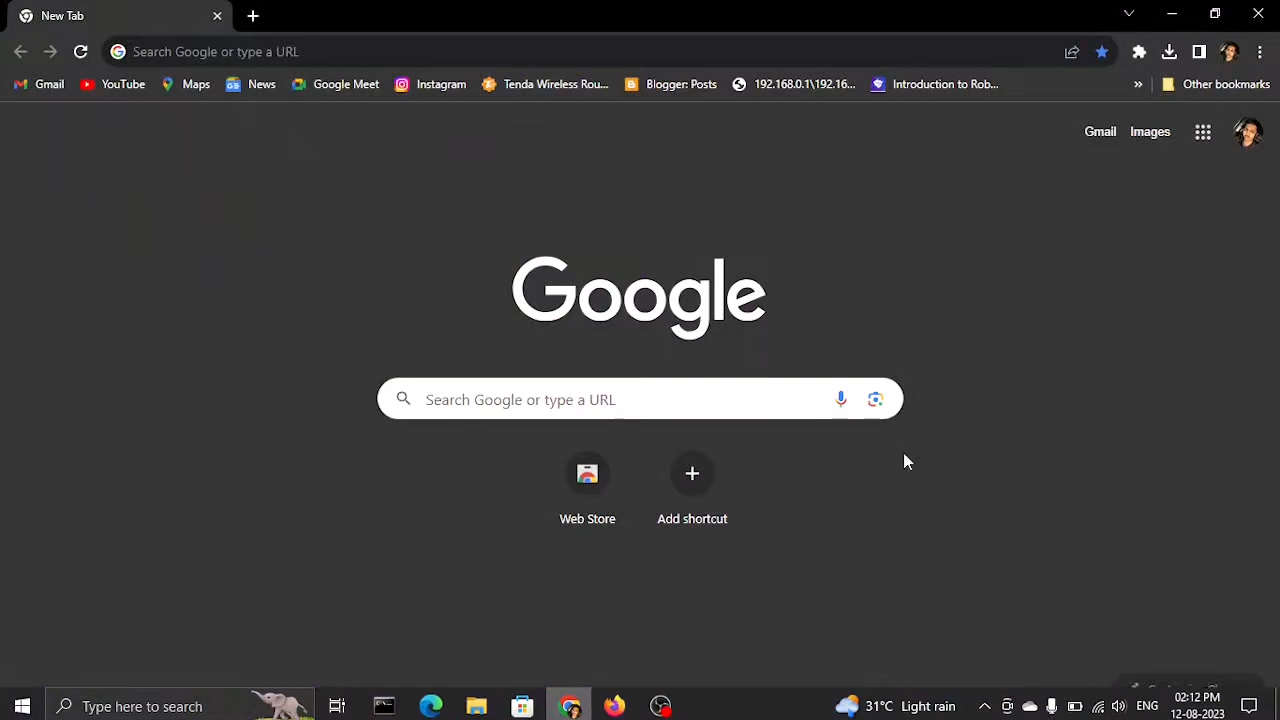 New Tab
Search Google or type a URL
Gmail YouTube Maps News Google Meet Instagram Tenda Wireless Rou... Blogger: Posts 192.168.0.1\192.16... Introduction to Rob... » Other bookmarks
Gmail Images
Google
Search Google or type a URL
Web Store Add shortcut
Type here to search 31°C Light rain ENG 02:12 PM
12-08-2023